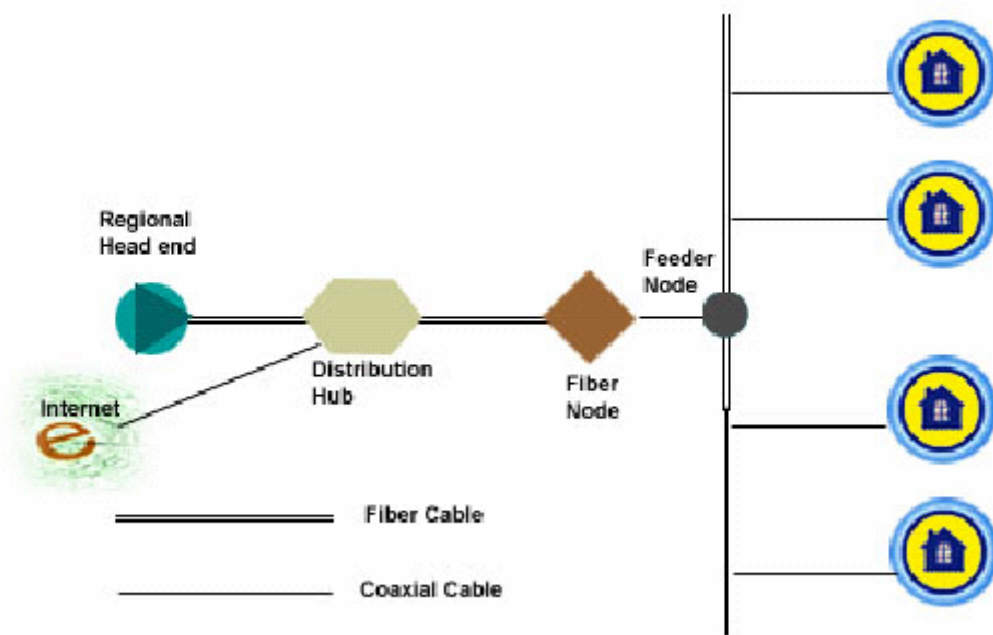 Regional
Head end
Feeder
Node
Distribution
Hub
Fiber
Node
Internet
e
Fiber Cable
Coaxial Cable